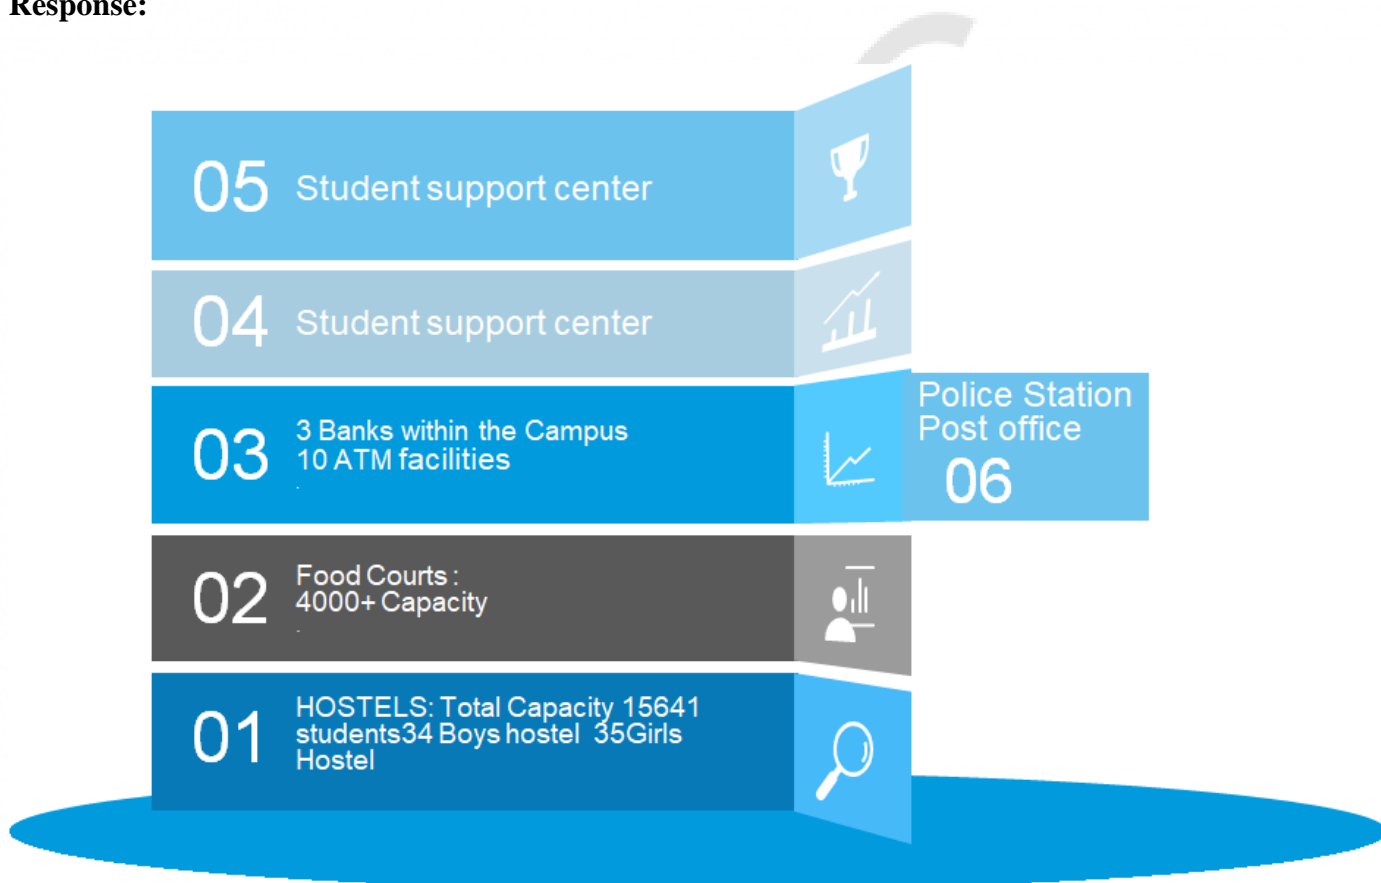 Response:
05 Student support center
04 Student support center
03 3 Banks within the Campus
10 ATM facilities
.
Police Station
Post office
06
02 Food Courts :
4000+ Capacity
.
01 HOSTELS: Total Capacity 15641
students34 Boys hostel 35Girls
Hostel